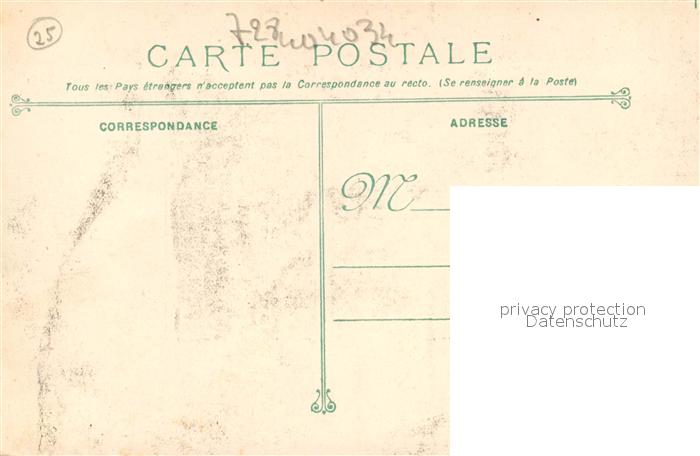 25
728404034
CARTE POSTALE
Tous les Pays étrangers n'acceptent pas la Correspondance au recto. (Se renseigner à la Poste)
CORRESPONDANCE
ADRESSE
M
privacy protection
Datenschutz